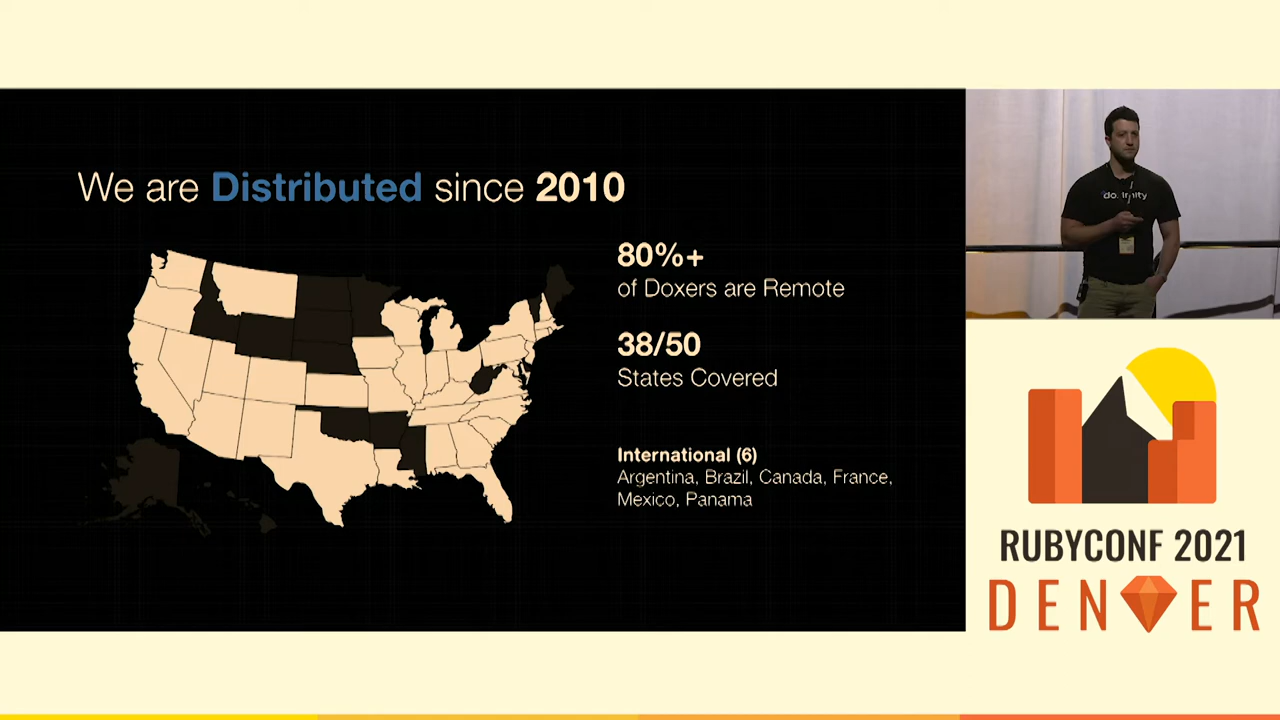 We are Distributed since 2010
80%+
of Doxers are Remote
38/50
States Covered
International (6)
Argentina, Brazil, Canada, France,
Mexico, Panama
RUBYCONF 2021
DENVER